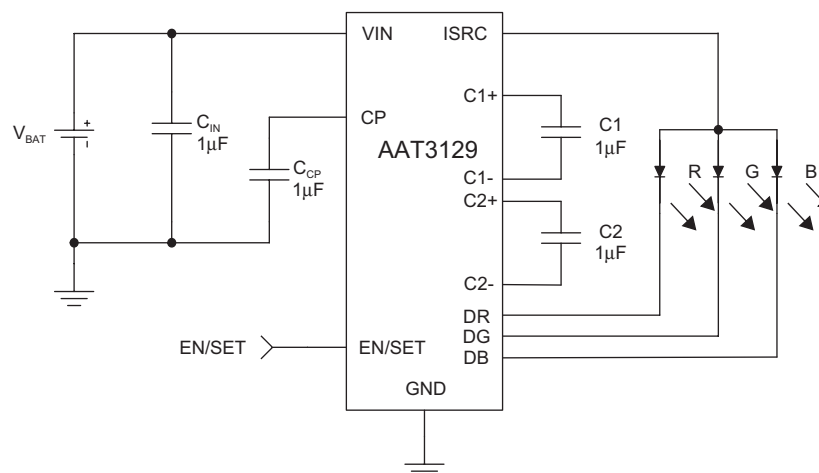 VIN
ISRC
C1+
CP
C1
1µF
V_BAT
+
-
C_IN
1µF
AAT3129
R
G
B
C_CP
1µF
C1-
C2+
C2
1µF
C2-
DR
DG
DB
EN/SET
EN/SET
GND